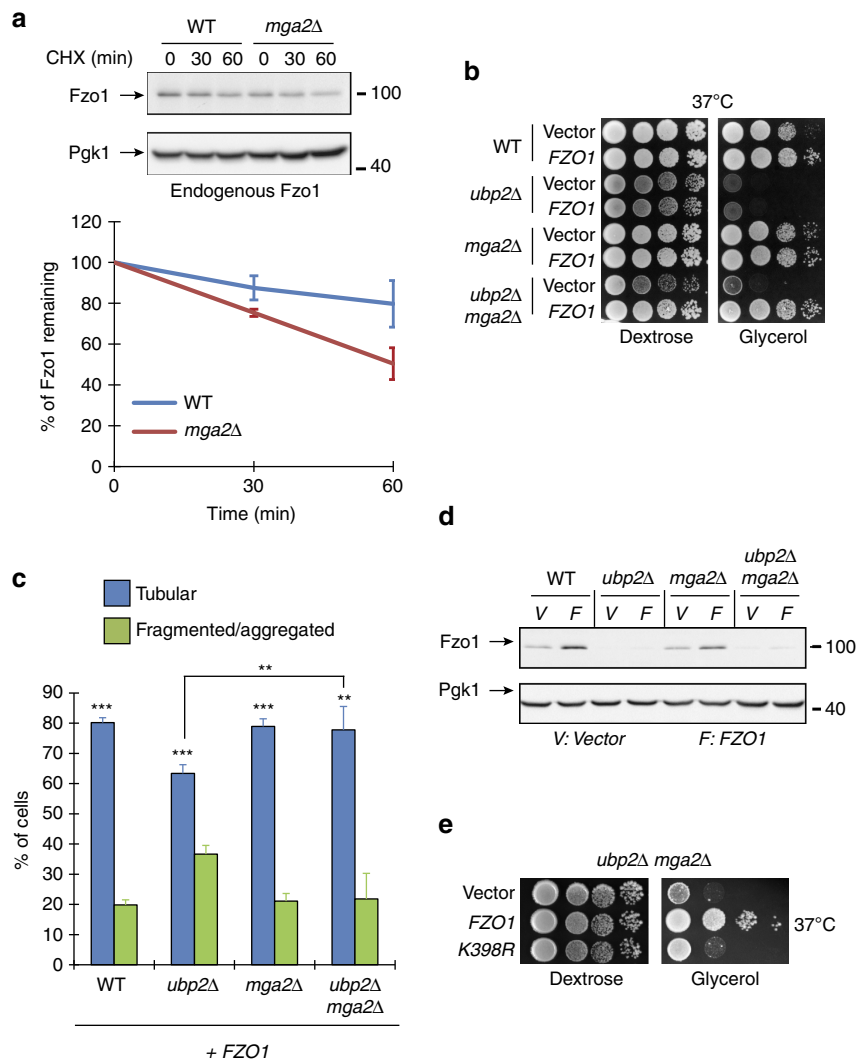 a
WT mga2Δ
CHX (min) 0 30 60 0 30 60
Fzo1 100
Pgk1 40
Endogenous Fzo1
120
100
80
60
40
20
0
% of Fzo1 remaining
WT
mga2Δ
0 30 60
Time (min)
b
37°C
WT
Vector
FZO1
ubp2Δ
Vector
FZO1
mga2Δ
Vector
FZO1
ubp2Δ
mga2Δ
Vector
FZO1
Dextrose Glycerol
c
Tubular
Fragmented/aggregated
90
80
70
60
50
40
30
20
10
0
% of cells
*** *** *** ** **
WT ubp2Δ mga2Δ ubp2Δ
mga2Δ
+ FZO1
d
WT ubp2Δ mga2Δ ubp2Δ
mga2Δ
V F V F V F V F
Fzo1 100
Pgk1 40
V: Vector F: FZO1
e
ubp2Δ mga2Δ
Vector
FZO1
K398R
37°C
Dextrose Glycerol